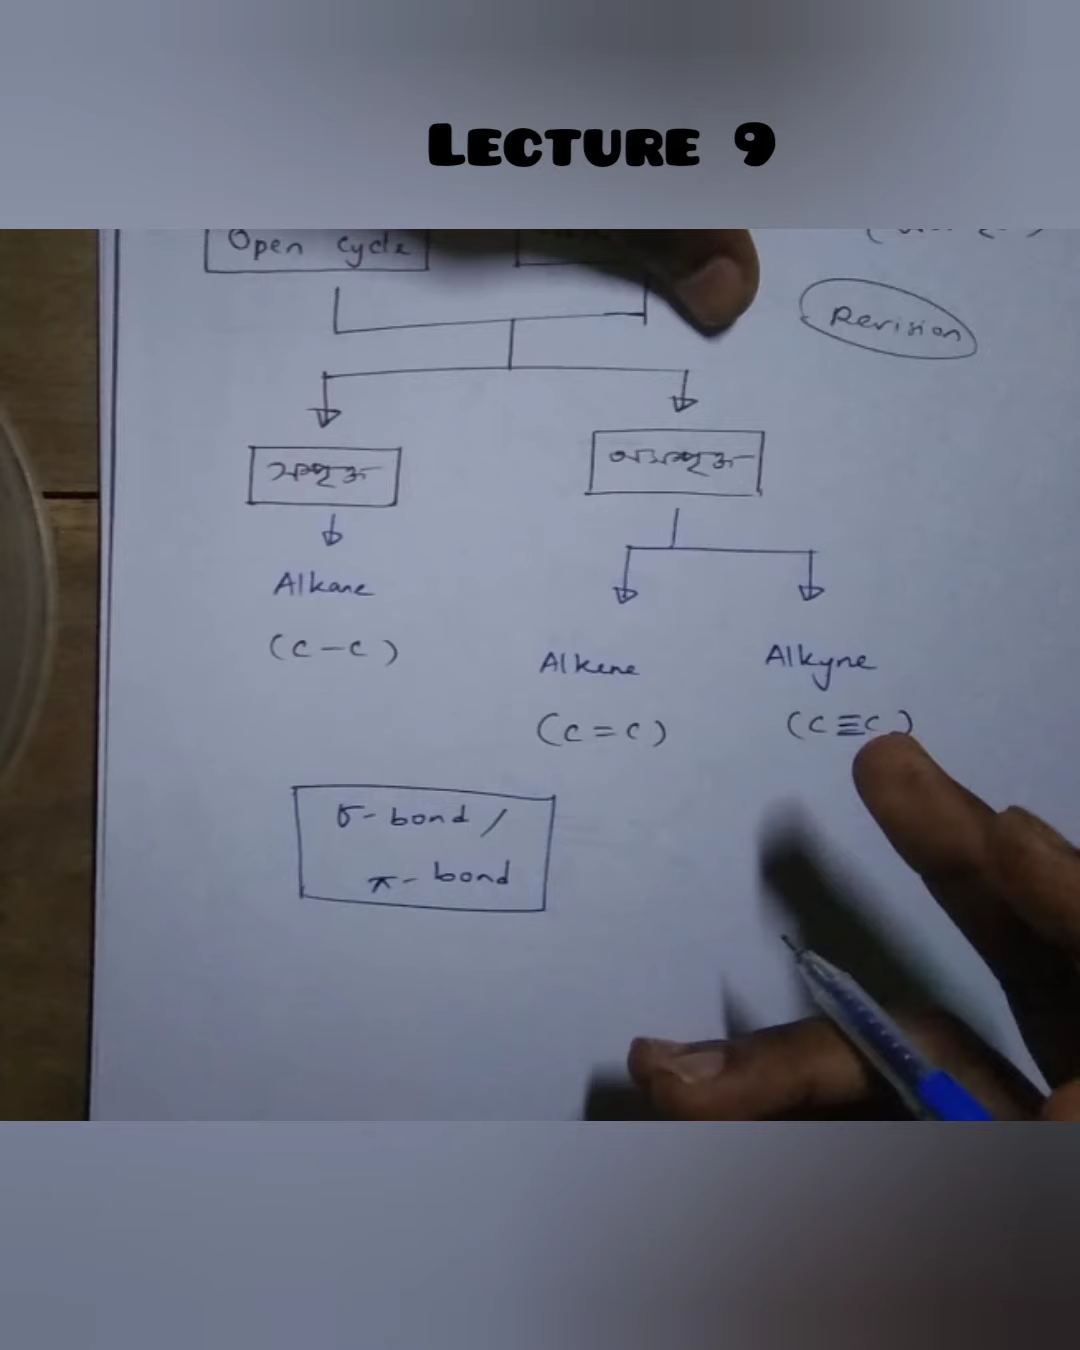 LECTURE 9
Open cycle
Revision
সম্পৃক্ত
অসম্পৃক্ত
Alkane
(C-C)
Alkene
Alkyne
(C=C)
(C≡C)
σ-bond /
π-bond